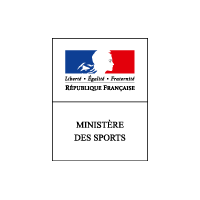 Liberté • Égalité • Fraternité
RÉPUBLIQUE FRANÇAISE
MINISTÈRE
DES SPORTS